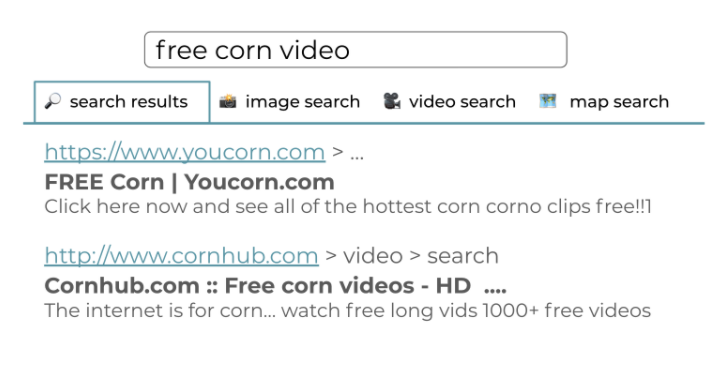 free corn video
search results image search video search map search
https://www.youcorn.com > ...
FREE Corn | Youcorn.com
Click here now and see all of the hottest corn corno clips free!!1
http://www.cornhub.com > video > search
Cornhub.com :: Free corn videos - HD ....
The internet is for corn... watch free long vids 1000+ free videos